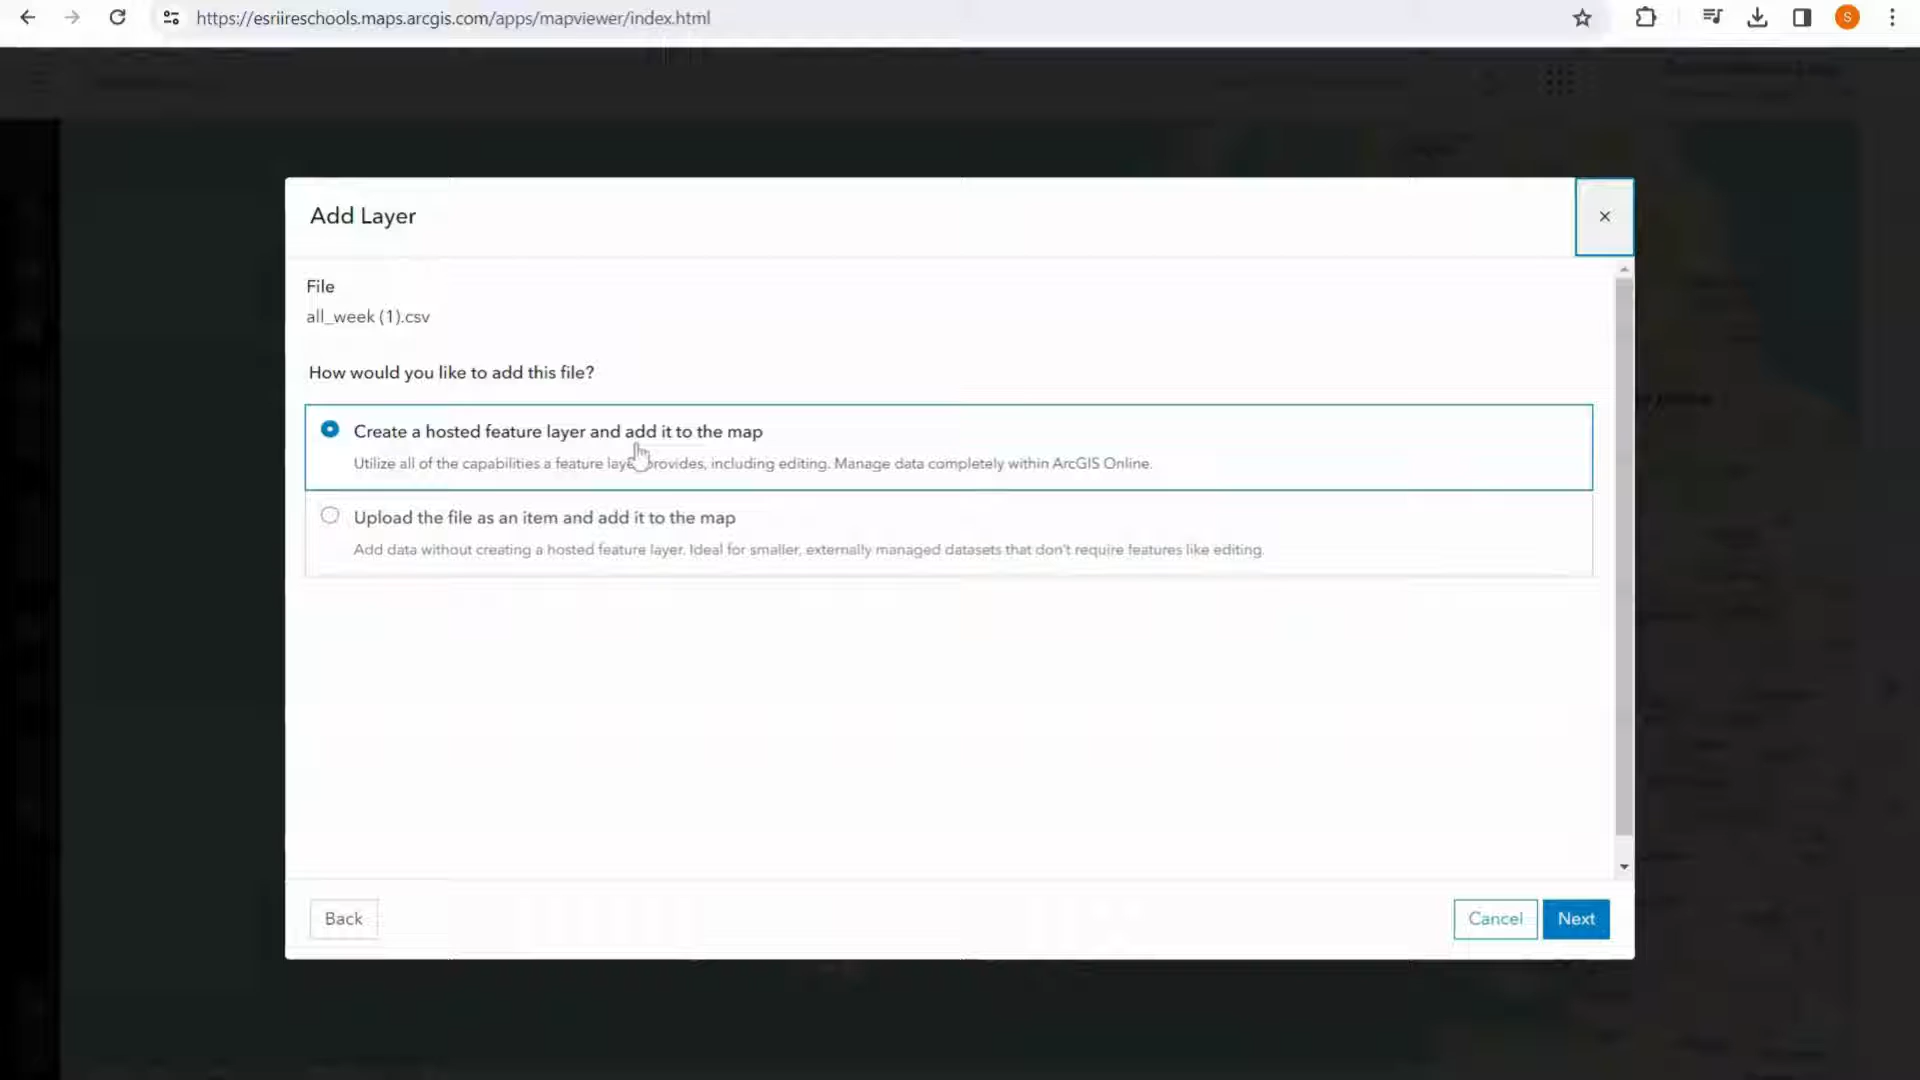 https://esriireschools.maps.arcgis.com/apps/mapviewer/index.html
S
Add Layer
File
all_week (1).csv
How would you like to add this file?
Create a hosted feature layer and add it to the map
Utilize all of the capabilities a feature layer provides, including editing. Manage data completely within ArcGIS Online.
Upload the file as an item and add it to the map
Add data without creating a hosted feature layer. Ideal for smaller, externally managed datasets that don't require features like editing.
Back
Cancel
Next